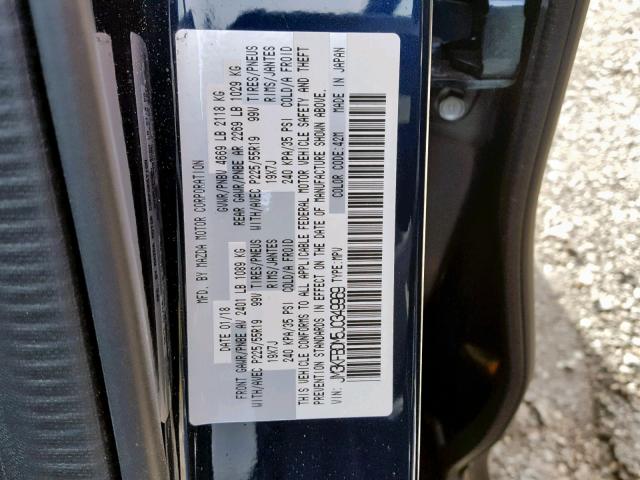 MFD. BY MAZDA MOTOR CORPORATION
DATE 01/18 GVWR/PNBV 4669 LB 2118 KG
FRONT GAWR/PNBE AV 2401 LB 1089 KG REAR GAWR/PNBE AR 2269 LB 1029 KG
WITH/AVEC P225/55R19 99V TIRES/PNEUS WITH/AVEC P225/55R19 99V TIRES/PNEUS
19X7J RIMS/JANTES 19X7J RIMS/JANTES
240 KPA/35 PSI COLD/A FROID 240 KPA/35 PSI COLD/A FROID
THIS VEHICLE CONFORMS TO ALL APPLICABLE FEDERAL MOTOR VEHICLE SAFETY AND THEFT
PREVENTION STANDARDS IN EFFECT ON THE DATE OF MANUFACTURE SHOWN ABOVE.
VIN: JM3KFBDM5J0349869 TYPE:MPV COLOR CODE:42M MADE IN JAPAN